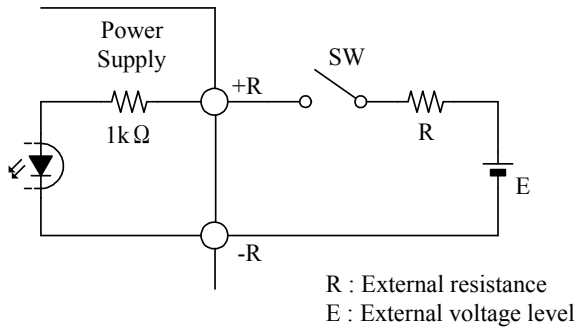 Power
Supply
SW
+R
1kΩ
R
E
-R
R : External resistance
E : External voltage level